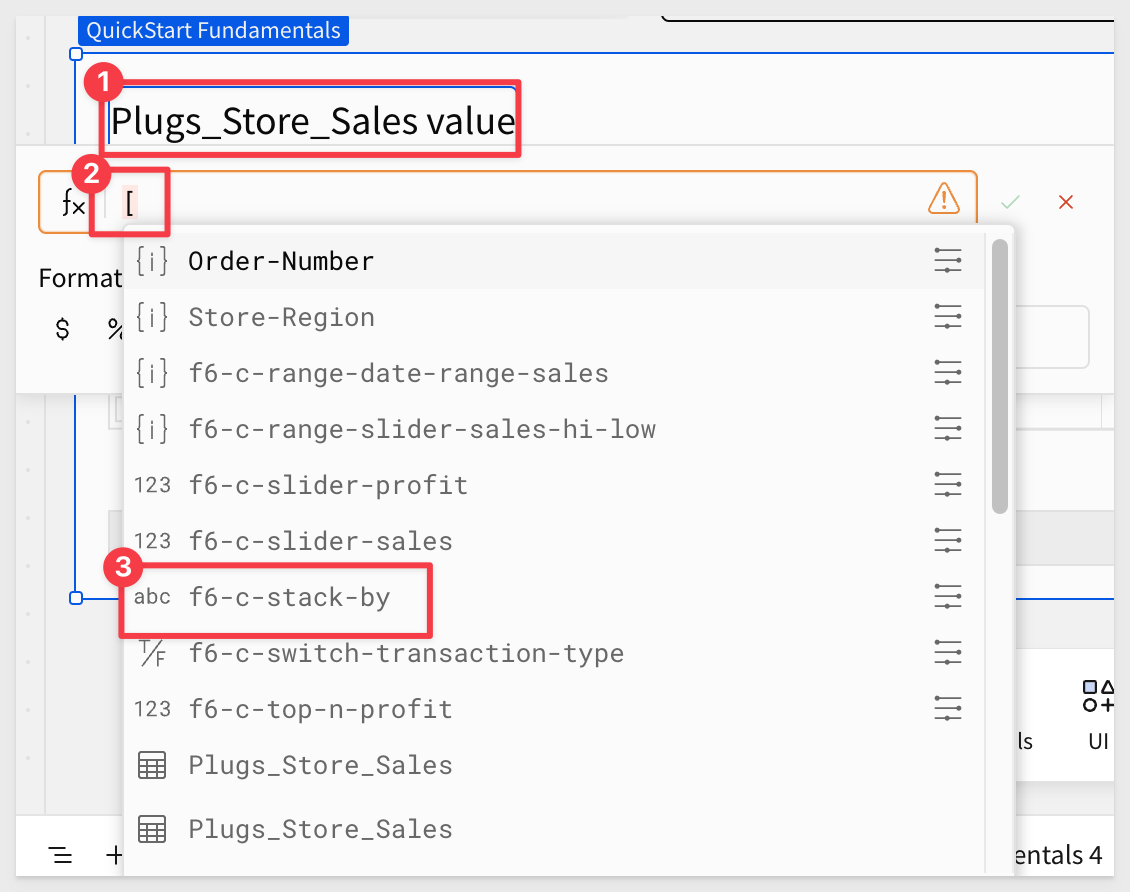 QuickStart Fundamentals
1
Plugs_Store_Sales value
2
fx [
Format
$ %
{i} Order-Number
{i} Store-Region
{i} f6-c-range-date-range-sales
{i} f6-c-range-slider-sales-hi-low
123 f6-c-slider-profit
123 f6-c-slider-sales
3
abc f6-c-stack-by
T/F f6-c-switch-transaction-type
123 f6-c-top-n-profit
ls UI
Plugs_Store_Sales
Plugs_Store_Sales
+ entals 4